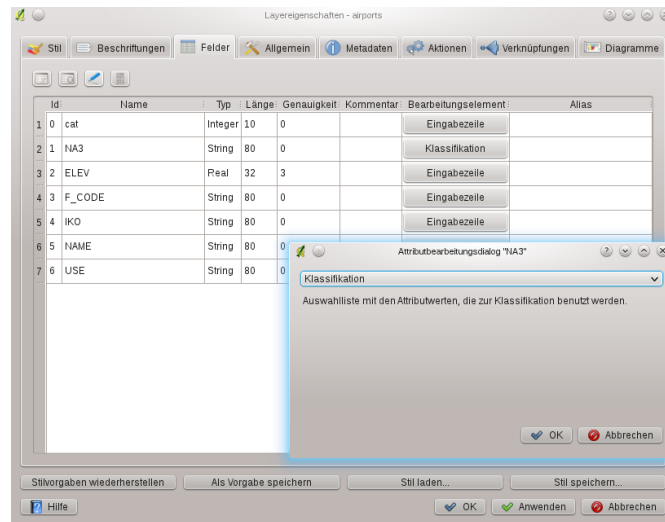 Layereigenschaften - airports
Stil Beschriftungen Felder Allgemein Metadaten Aktionen Verknüpfungen Diagramme
Id Name Typ Länge Genauigkeit Kommentar Bearbeitungselement Alias
1 0 cat Integer 10 0 Eingabezeile
2 1 NA3 String 80 0 Klassifikation
3 2 ELEV Real 32 3 Eingabezeile
4 3 F_CODE String 80 0 Eingabezeile
5 4 IKO String 80 0 Eingabezeile
6 5 NAME String 80 0
7 6 USE String 80 0
Attributbearbeitungsdialog "NA3"
Klassifikation
Auswahlliste mit den Attributwerten, die zur Klassifikation benutzt werden.
OK Abbrechen
Stilvorgaben wiederherstellen Als Vorgabe speichern Stil laden... Stil speichern...
Hilfe OK Anwenden Abbrechen